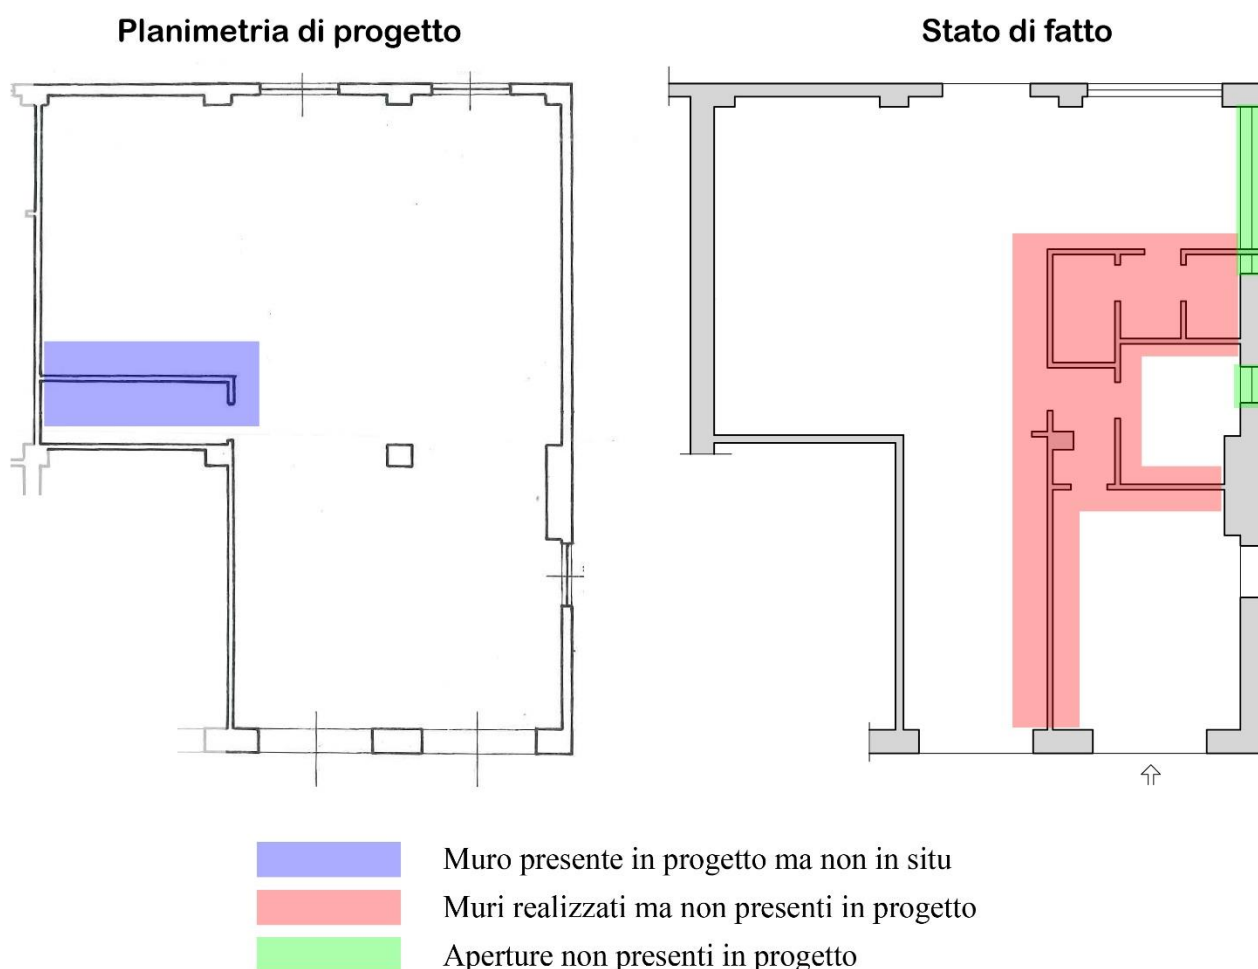 Planimetria di progetto
Stato di fatto
Muro presente in progetto ma non in situ
Muri realizzati ma non presenti in progetto
Aperture non presenti in progetto